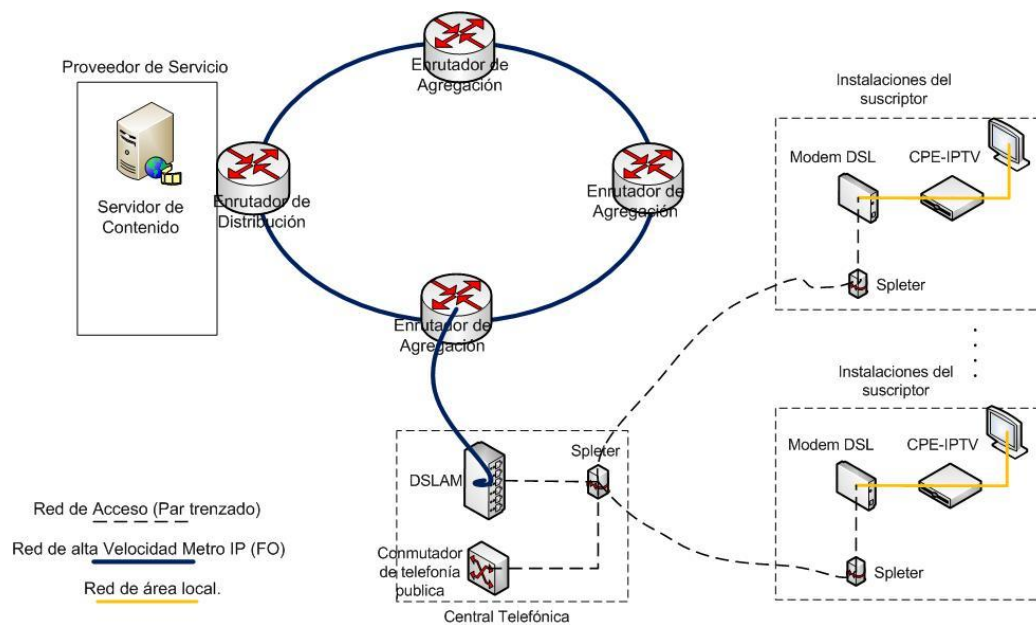 Proveedor de Servicio
Servidor de
Contenido
Enrutador de
Agregación
Enrutador de
Distribución
Enrutador de
Agregación
Enrutador de
Agregación
Instalaciones del
suscriptor
Modem DSL
CPE-IPTV
Spleter
Instalaciones del
suscriptor
Modem DSL
CPE-IPTV
Spleter
Spleter
DSLAM
Conmutador
de telefonía
publica
Central Telefónica
Red de Acceso (Par trenzado)
Red de alta Velocidad Metro IP (FO)
Red de área local.